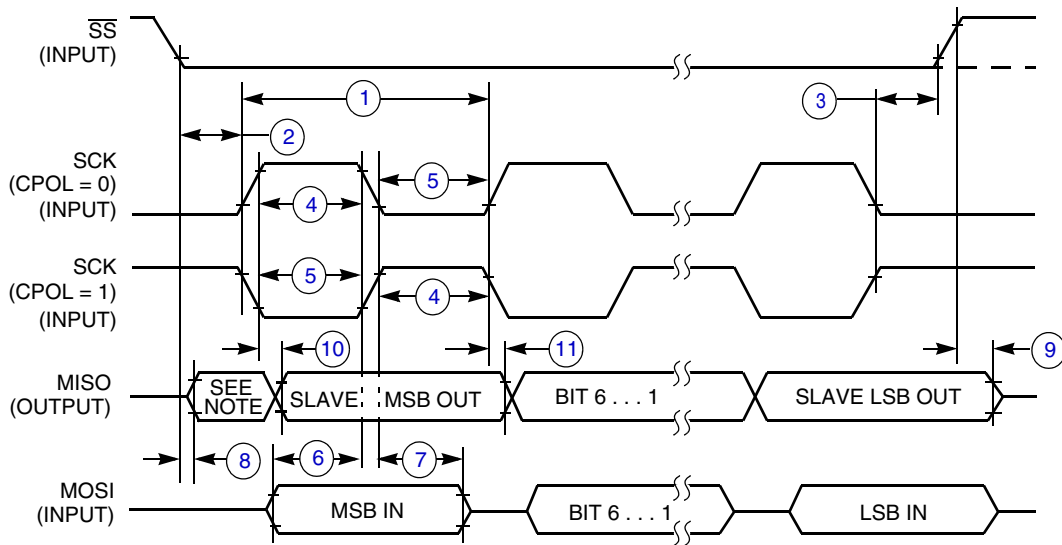 SS
(INPUT)
1
3
2
SCK
(CPOL = 0)
(INPUT)
5
4
SCK
(CPOL = 1)
(INPUT)
5
4
10
11
9
MISO
(OUTPUT)
SEE
NOTE
SLAVE
MSB OUT
BIT 6 . . . 1
SLAVE LSB OUT
8
6
7
MOSI
(INPUT)
MSB IN
BIT 6 . . . 1
LSB IN